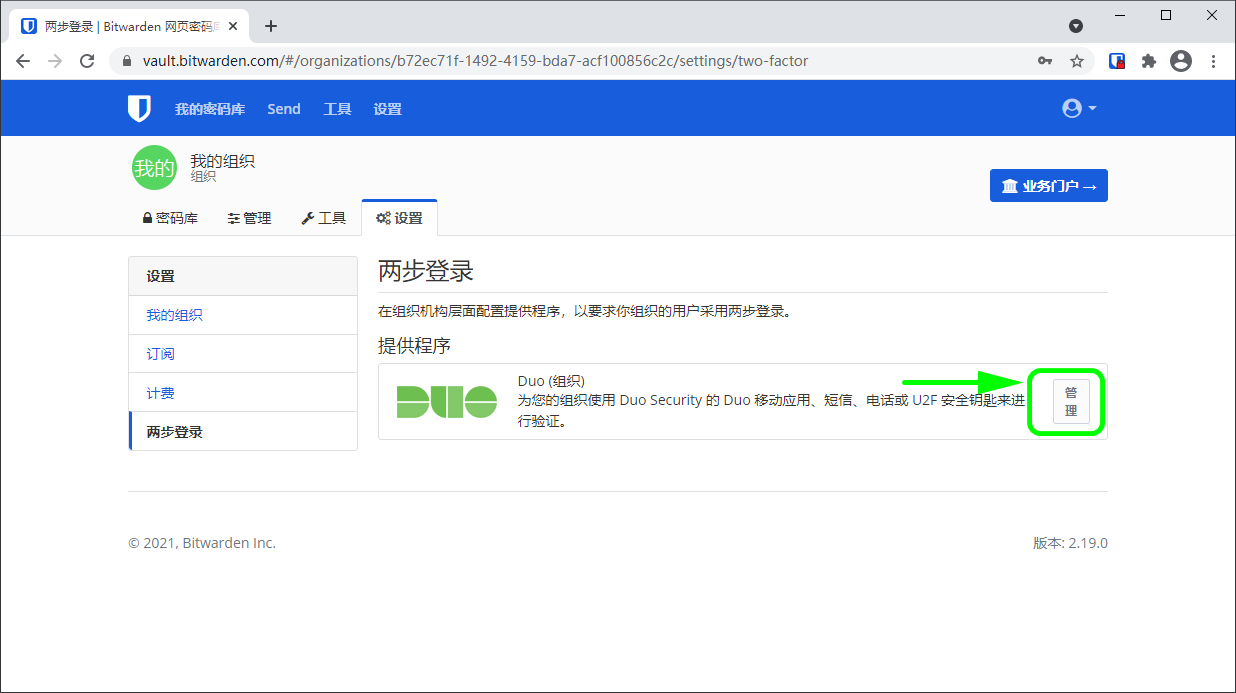 两步登录 | Bitwarden 网页密码库
vault.bitwarden.com/#/organizations/b72ec71f-1492-4159-bda7-acf100856c2c/settings/two-factor
我的密码库 Send 工具 设置
我的 我的组织
组织
业务门户 →
密码库 管理 工具 设置
设置
我的组织
订阅
计费
两步登录
两步登录
在组织机构层面配置提供程序，以要求你组织的用户采用两步登录。
提供程序
DUO
Duo (组织)
为您的组织使用 Duo Security 的 Duo 移动应用、短信、电话或 U2F 安全钥匙来进
行验证。
管
理
© 2021, Bitwarden Inc.
版本: 2.19.0